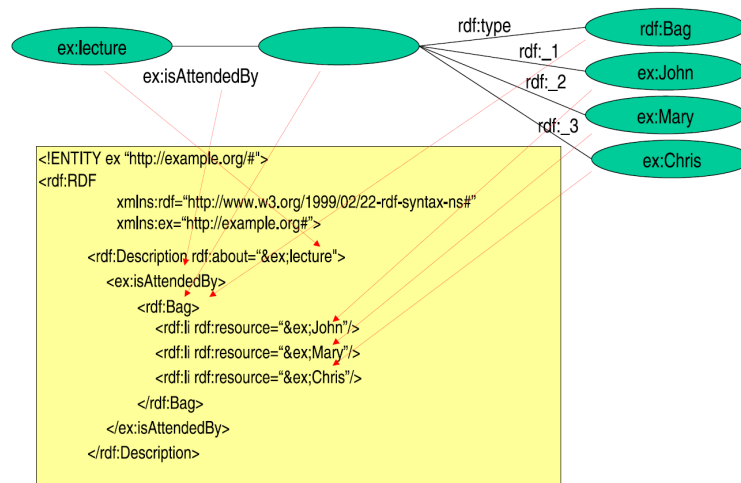 ex:lecture
ex:isAttendedBy
rdf:type
rdf:_1
rdf:_2
rdf:_3
rdf:Bag
ex:John
ex:Mary
ex:Chris
<!ENTITY ex “http://example.org/#">
<rdf:RDF
xmlns:rdf=“http://www.w3.org/1999/02/22-rdf-syntax-ns#”
xmlns:ex=“http://example.org#”>
<rdf:Description rdf:about=“&ex;lecture">
<ex:isAttendedBy>
<rdf:Bag>
<rdf:li rdf:resource=“&ex;John”/>
<rdf:li rdf:resource=“&ex;Mary”/>
<rdf:li rdf:resource=“&ex;Chris”/>
</rdf:Bag>
</ex:isAttendedBy>
</rdf:Description>